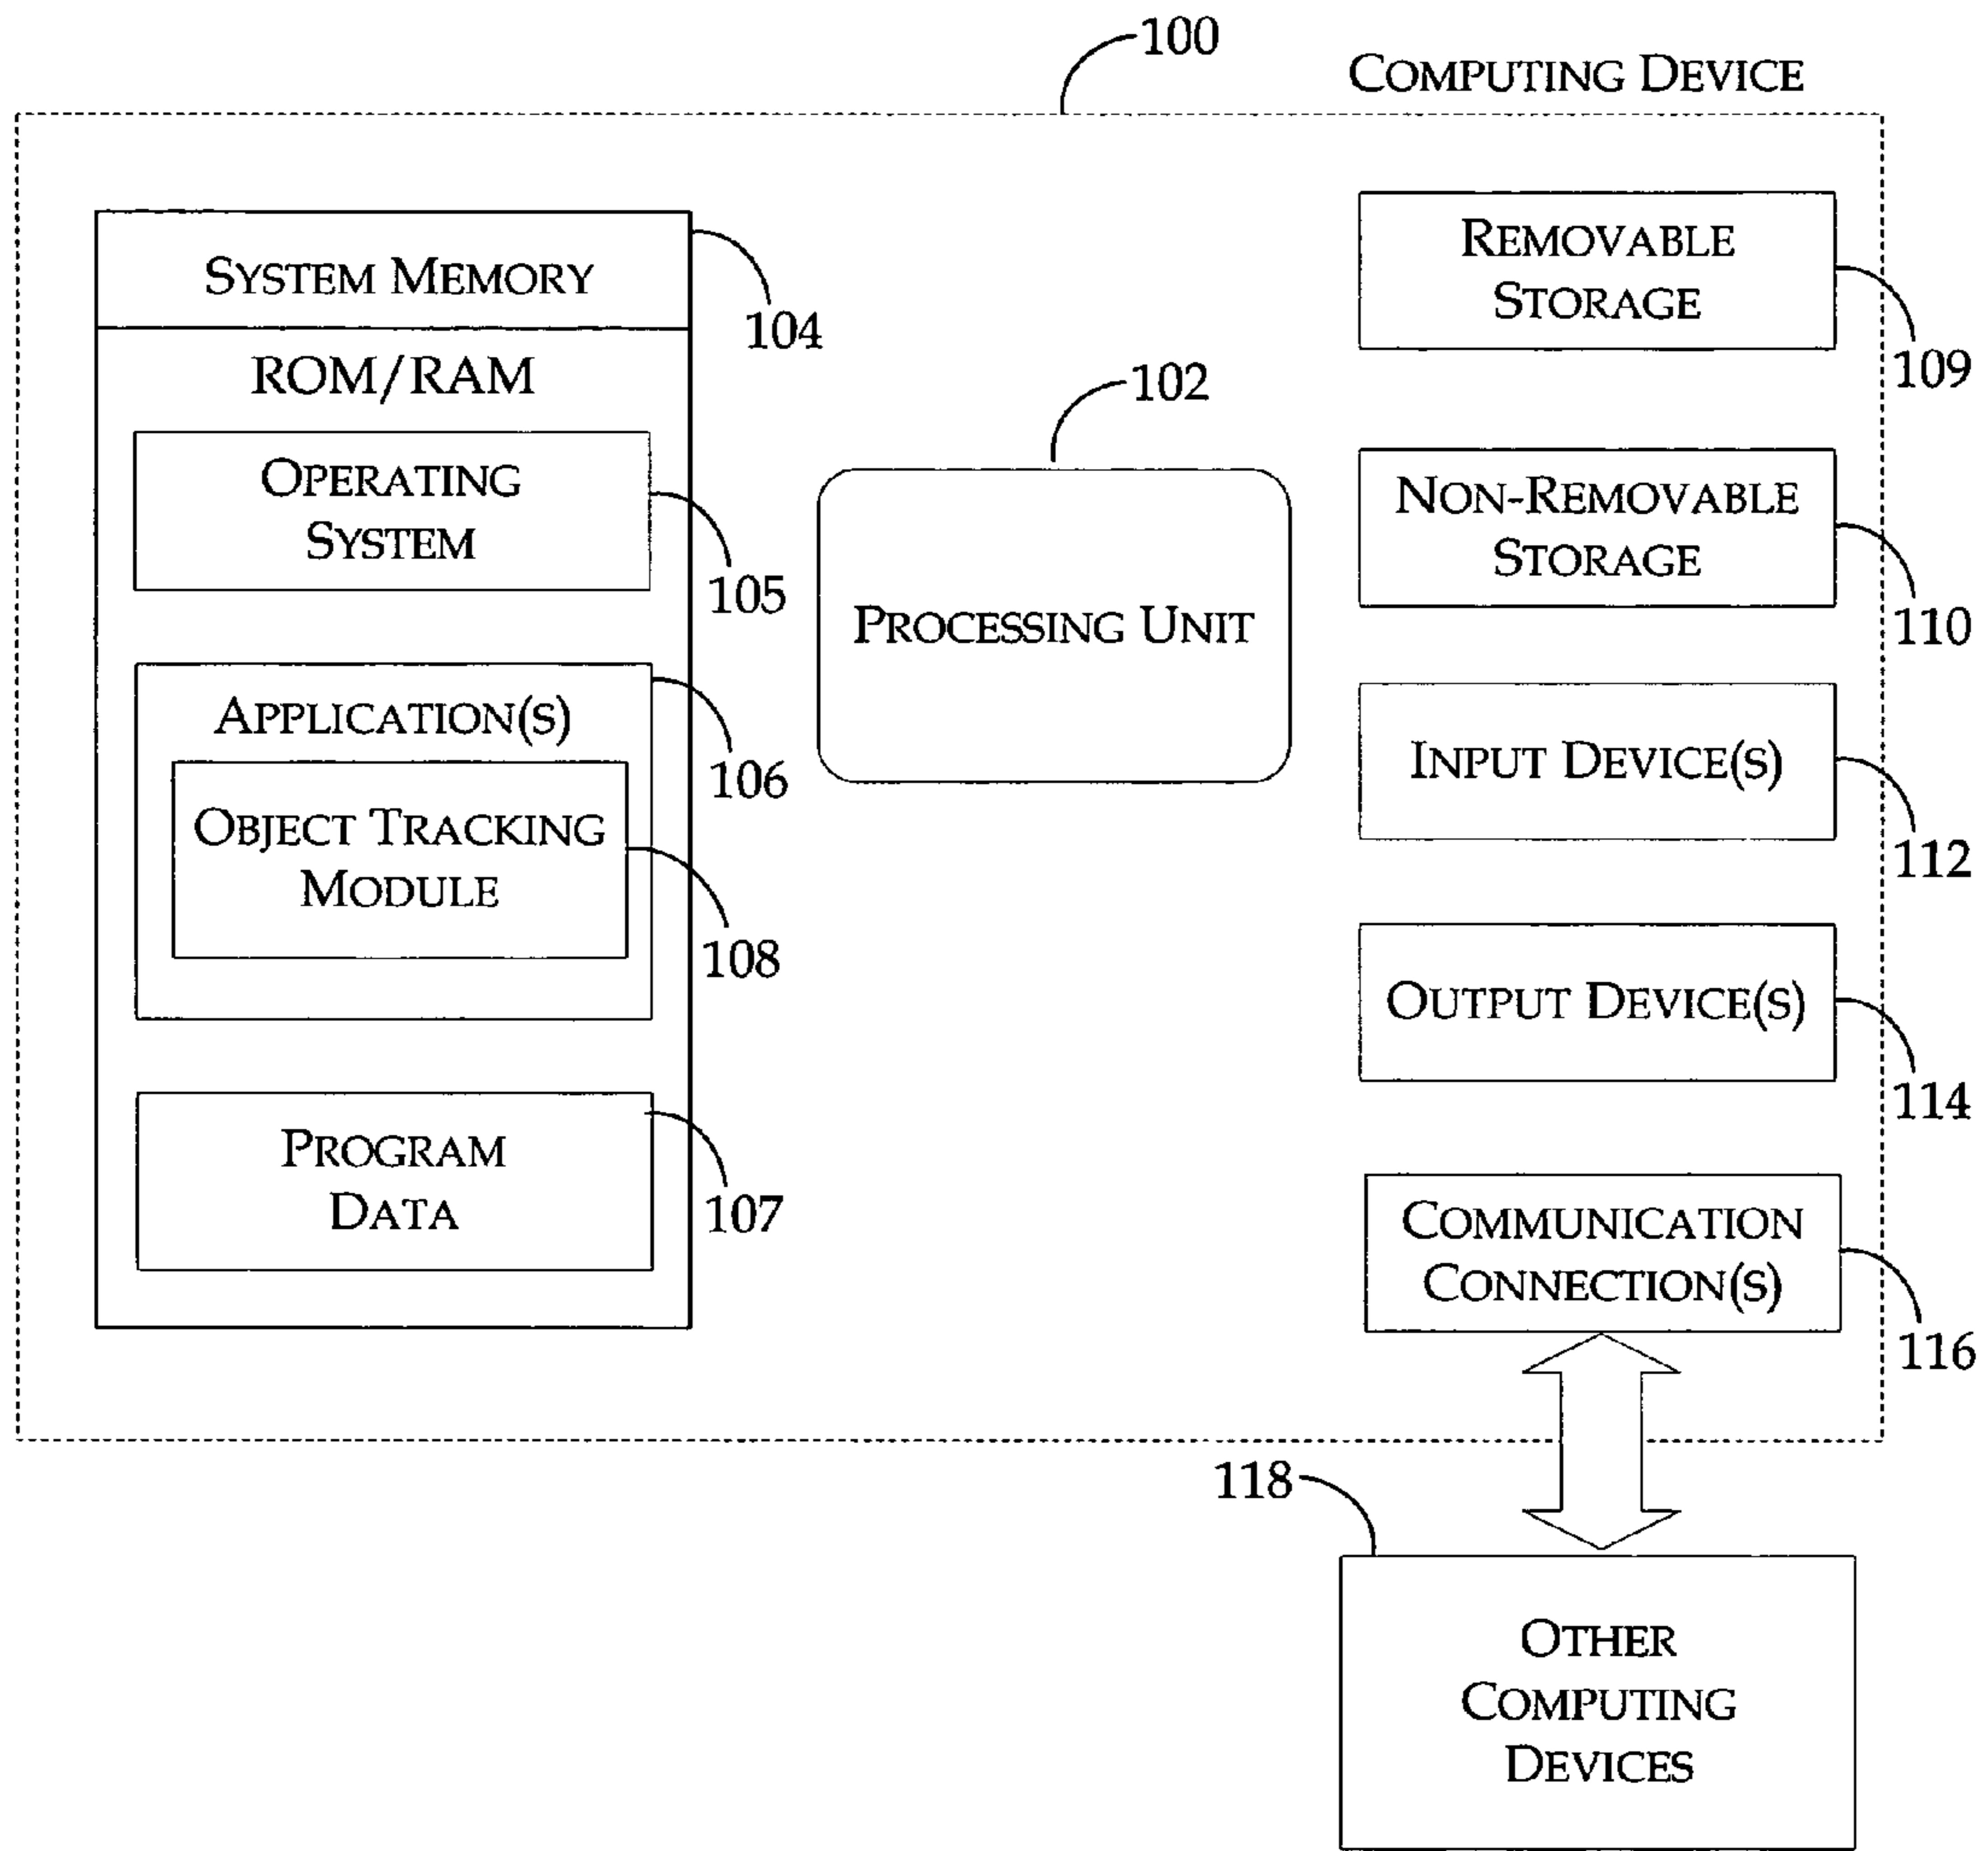 100
COMPUTING DEVICE
SYSTEM MEMORY
104
ROM/RAM
OPERATING
SYSTEM
105
APPLICATION(S)
106
OBJECT TRACKING
MODULE
108
PROGRAM
DATA
107
102
PROCESSING UNIT
REMOVABLE
STORAGE
109
NON-REMOVABLE
STORAGE
110
INPUT DEVICE(S)
112
OUTPUT DEVICE(S)
114
COMMUNICATION
CONNECTION(S)
116
118
OTHER
COMPUTING
DEVICES